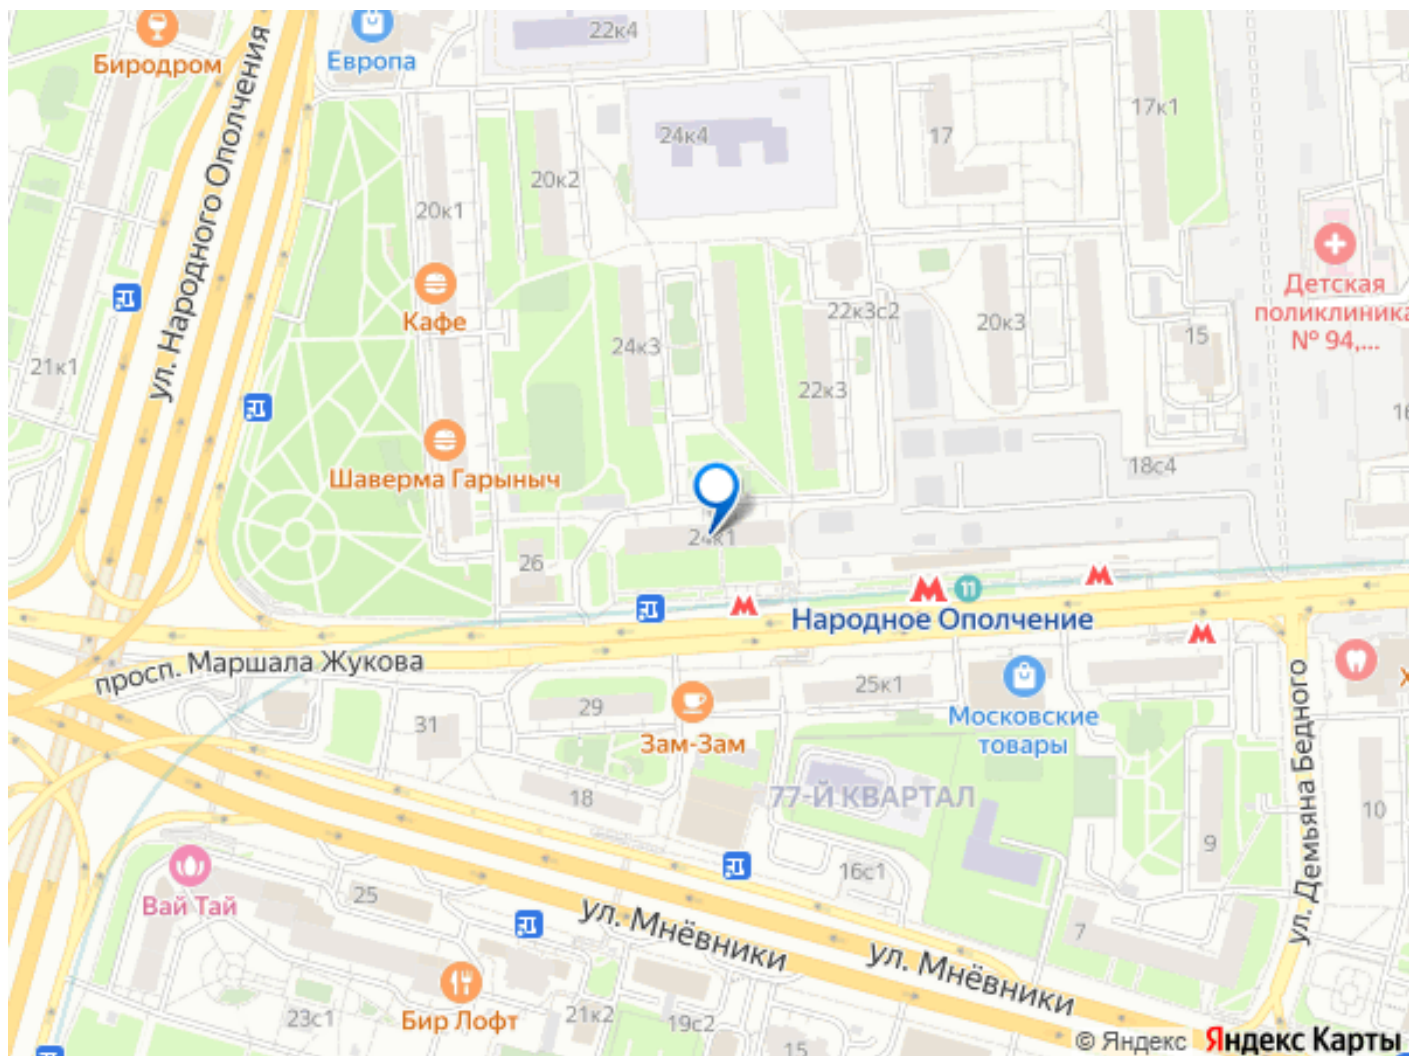 22к4
Биродром
Европа
ул. Народного Ополчения
17к1
24к4
17
20к2
20к1
Детская
поликлиника
№ 94,...
Кафе
22к3с2
20к3
15
24к3
21к1
22к3
16
18с4
Шаверма Гарыныч
24к1
26
11
Народное Ополчение
просп. Маршала Жукова
25к1
29
31
Московские
товары
Зам-Зам
ул. Демьяна Бедного
18
77-Й КВАРТАЛ
10
9
16с1
25
Вай Тай
ул. Мнёвники
ул. Мнёвники
7
23с1
Бир Лофт
21к2
19с2
15
© Яндекс Яндекс Карты